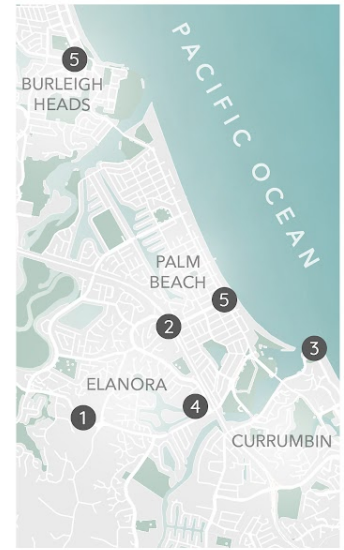 PACIFIC OCEAN
5
BURLEIGH
HEADS
PALM
BEACH
5
2
3
ELANORA
4
1
CURRUMBIN